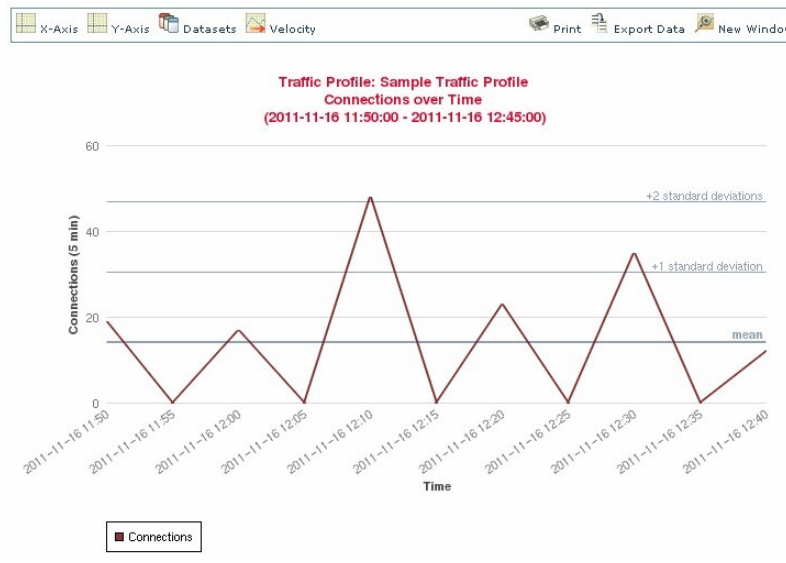 X-Axis Y-Axis Datasets Velocity Print Export Data New Windo
Traffic Profile: Sample Traffic Profile
Connections over Time
(2011-11-16 11:50:00 - 2011-11-16 12:45:00)
Connections (5 min)
60
+2 standard deviations
40
+1 standard deviation
20
mean
0
2011-11-16 11:50
2011-11-16 11:55
2011-11-16 12:00
2011-11-16 12:05
2011-11-16 12:10
2011-11-16 12:15
2011-11-16 12:20
2011-11-16 12:25
2011-11-16 12:30
2011-11-16 12:35
2011-11-16 12:40
Time
Connections